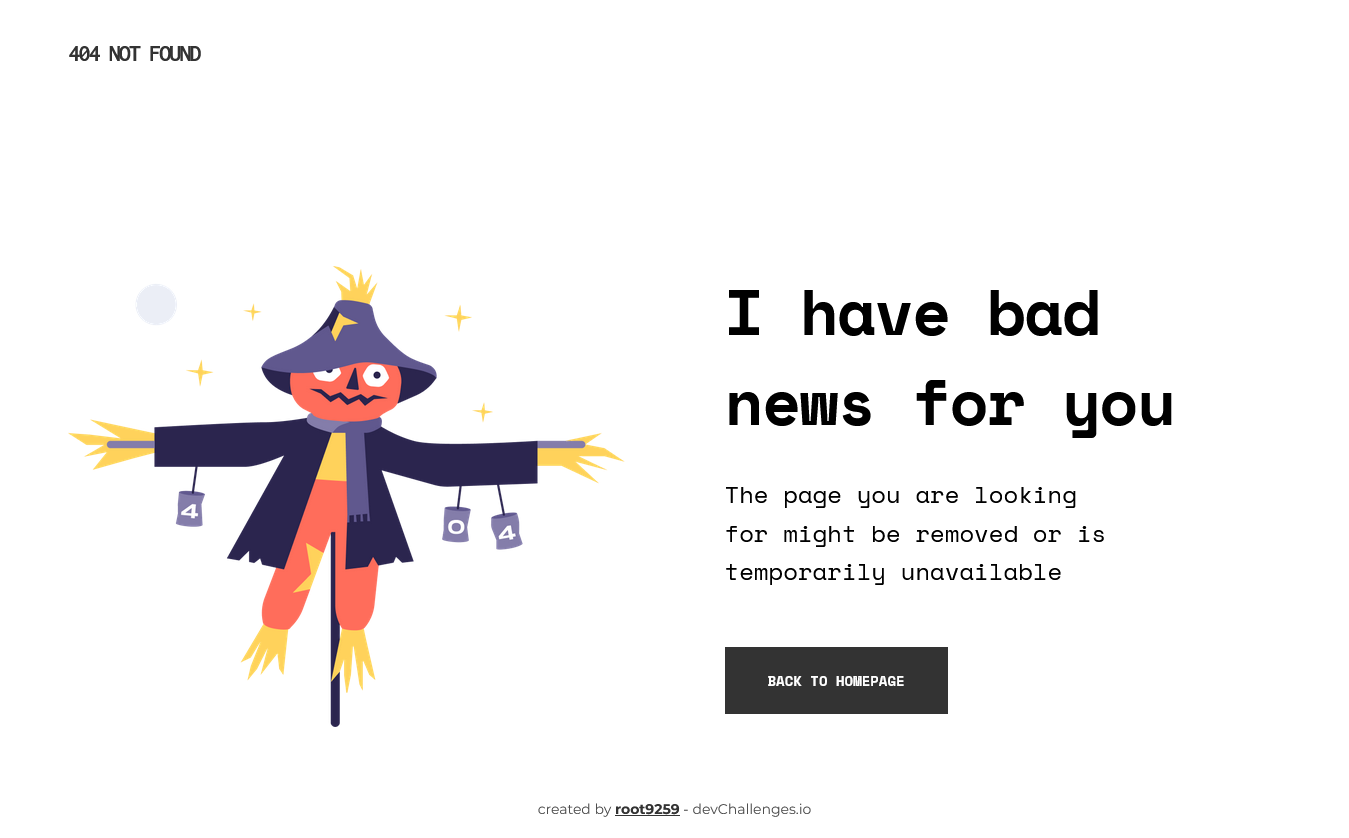 404 NOT FOUND
I have bad
news for you
The page you are looking
for might be removed or is
temporarily unavailable
4
0
4
BACK TO HOMEPAGE
created by root9259 - devChallenges.io